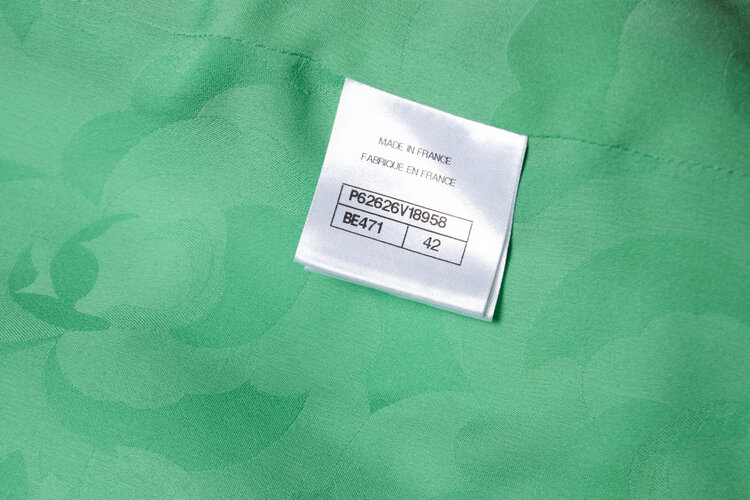 MADE IN FRANCE
FABRIQUE EN FRANCE
P62626V18958
BE471 42